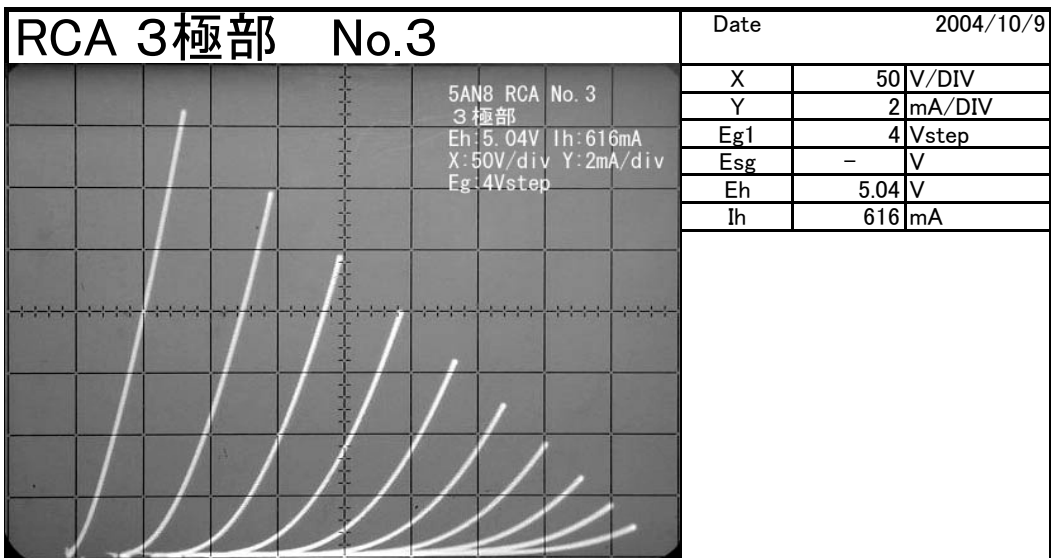 RCA 3極部 No.3
Date 2004/10/9
5AN8 RCA No.3
3極部
Eh:5.04V Ih:616mA
X:50V/div Y:2mA/div
Eg:4Vstep
X 50 V/DIV
Y 2 mA/DIV
Eg1 4 Vstep
Esg − V
Eh 5.04 V
Ih 616 mA